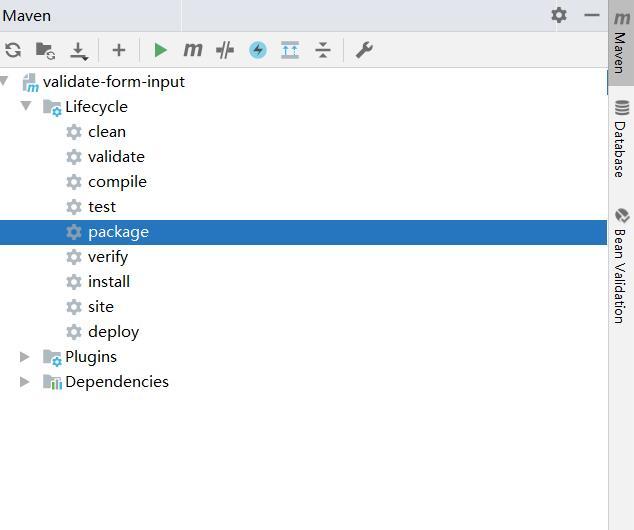 Maven
validate-form-input
Lifecycle
clean
validate
compile
test
package
verify
install
site
deploy
Plugins
Dependencies
Maven
Database
Bean Validation